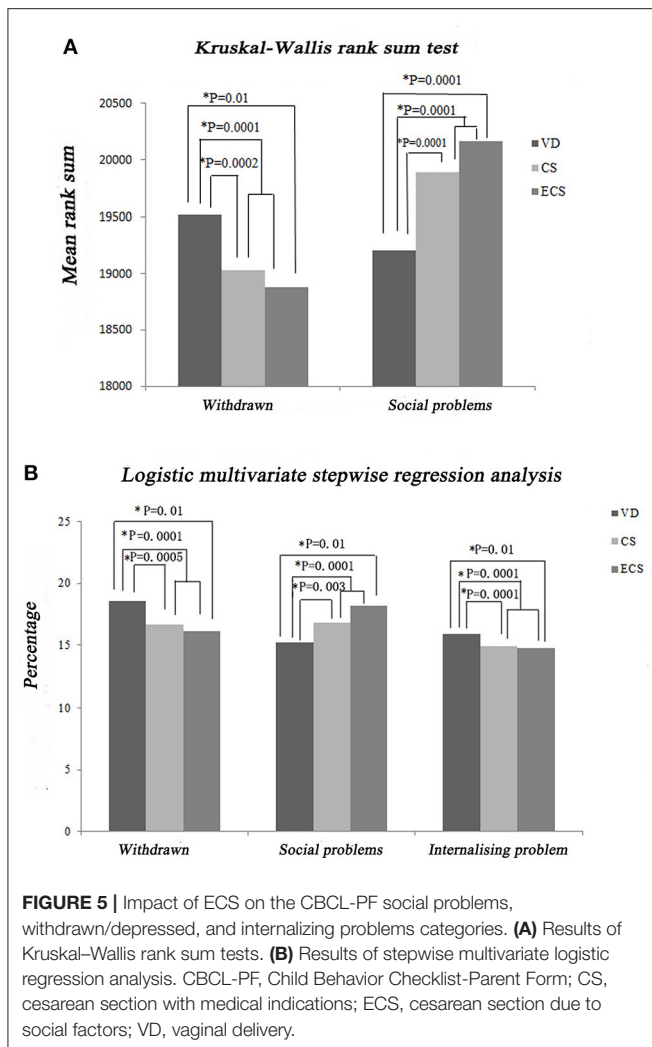 A
Kruskal-Wallis rank sum test
*P=0.0001
*P=0.01
*P=0.0001
*P=0.0001
*P=0.0002
*P=0.0001
20500
20000
19500
19000
18500
18000
Mean rank sum
VD
CS
ECS
Withdrawn
Social problems
B
Logistic multivariate stepwise regression analysis
*P=0. 01
*P=0. 0001
*P=0. 0005
*P=0. 01
*P=0. 0001
*P=0. 003
*P=0. 01
*P=0. 0001
*P=0. 0001
25
20
15
10
5
0
Percentage
VD
CS
ECS
Withdrawn
Social problems
Internalising problem
FIGURE 5 | Impact of ECS on the CBCL-PF social problems,
withdrawn/depressed, and internalizing problems categories. (A) Results of
Kruskal–Wallis rank sum tests. (B) Results of stepwise multivariate logistic
regression analysis. CBCL-PF, Child Behavior Checklist-Parent Form; CS,
cesarean section with medical indications; ECS, cesarean section due to
social factors; VD, vaginal delivery.